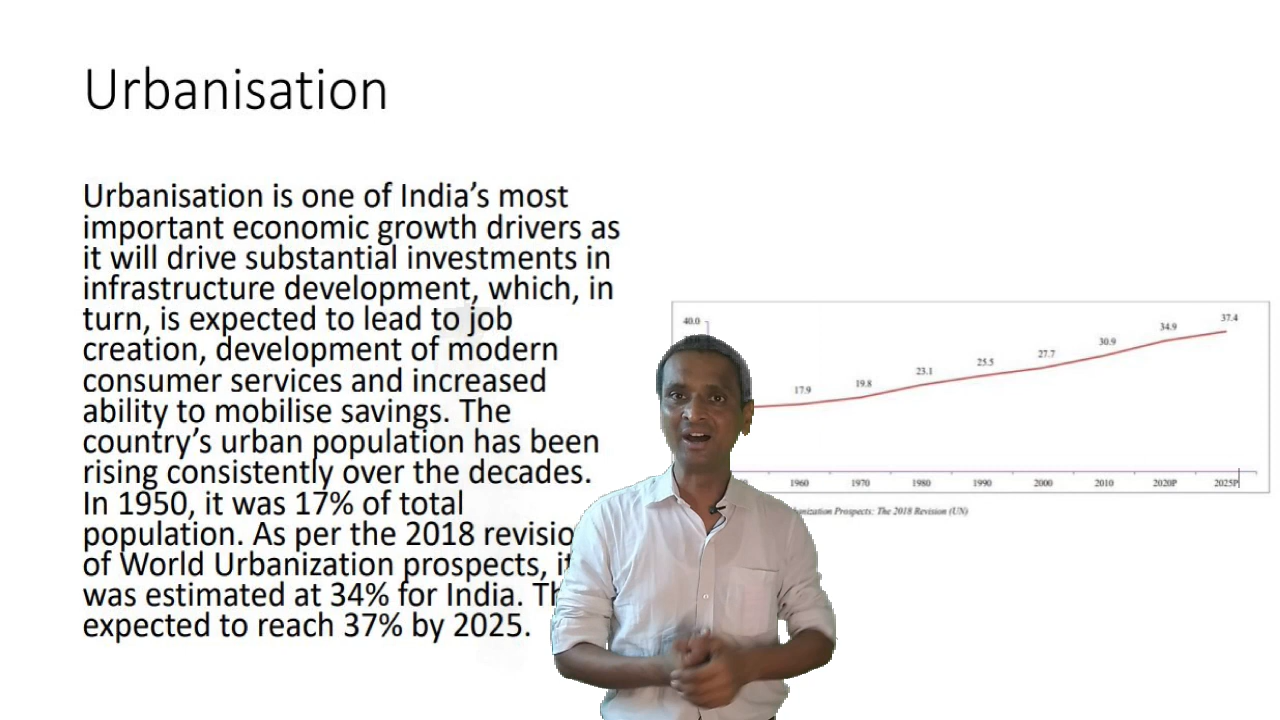 Urbanisation
Urbanisation is one of India's most
important economic growth drivers as
it will drive substantial investments in
infrastructure development, which, in
turn, is expected to lead to job
creation, development of modern
consumer services and increased
ability to mobilise savings. The
country's urban population has been
rising consistently over the decades.
In 1950, it was 17% of total
population. As per the 2018
of World Urbanization prospects,
was estimated at 34% for India.
expected to reach 37% by 2025.
40.0
17.9 19.8 23.1 25.5 27.7 30.9 34.9 37.4
1960 1970 1980 1990 2000 2010 2020P 2025P
Prospects: The 2018 Revision (UN)